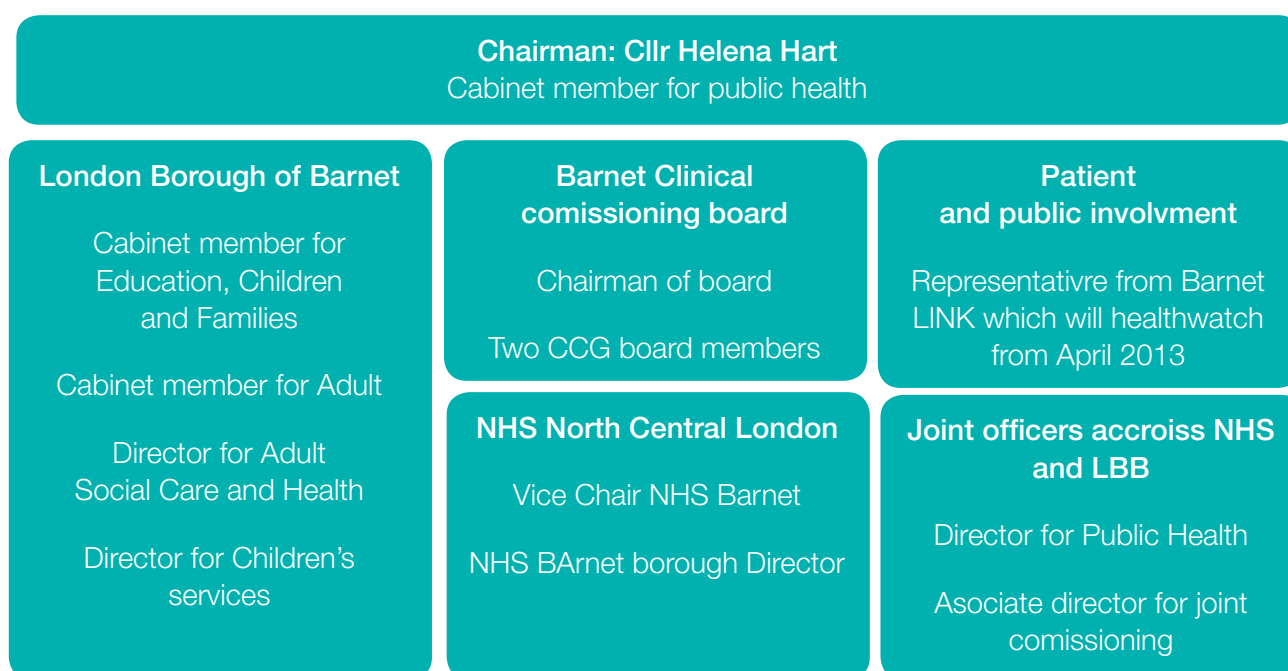 Chairman: Cllr Helena Hart
Cabinet member for public health
London Borough of Barnet
Cabinet member for
Education, Children
and Families
Cabinet member for Adult
Director for Adult
Social Care and Health
Director for Children’s
services
Barnet Clinical
comissioning board
Chairman of board
Two CCG board members
NHS North Central London
Vice Chair NHS Barnet
NHS BArnet borough Director
Patient
and public involvment
Representativre from Barnet
LINK which will healthwatch
from April 2013
Joint officers accroiss NHS
and LBB
Director for Public Health
Asociate director for joint
comissioning